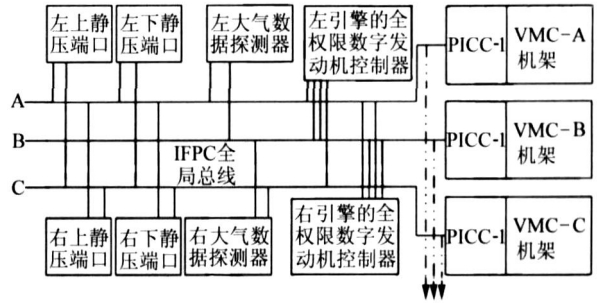 左上静
压端口
左下静
压端口
左大气数
据探测器
左引擎的全
权限数字发
动机控制器
PICC-1
VMC-A
机架
A
B
C
IFPC全
局总线
PICC-1
VMC-B
机架
右上静
压端口
右下静
压端口
右大气数
据探测器
右引擎的全
权限数字发
动机控制器
PICC-1
VMC-C
机架